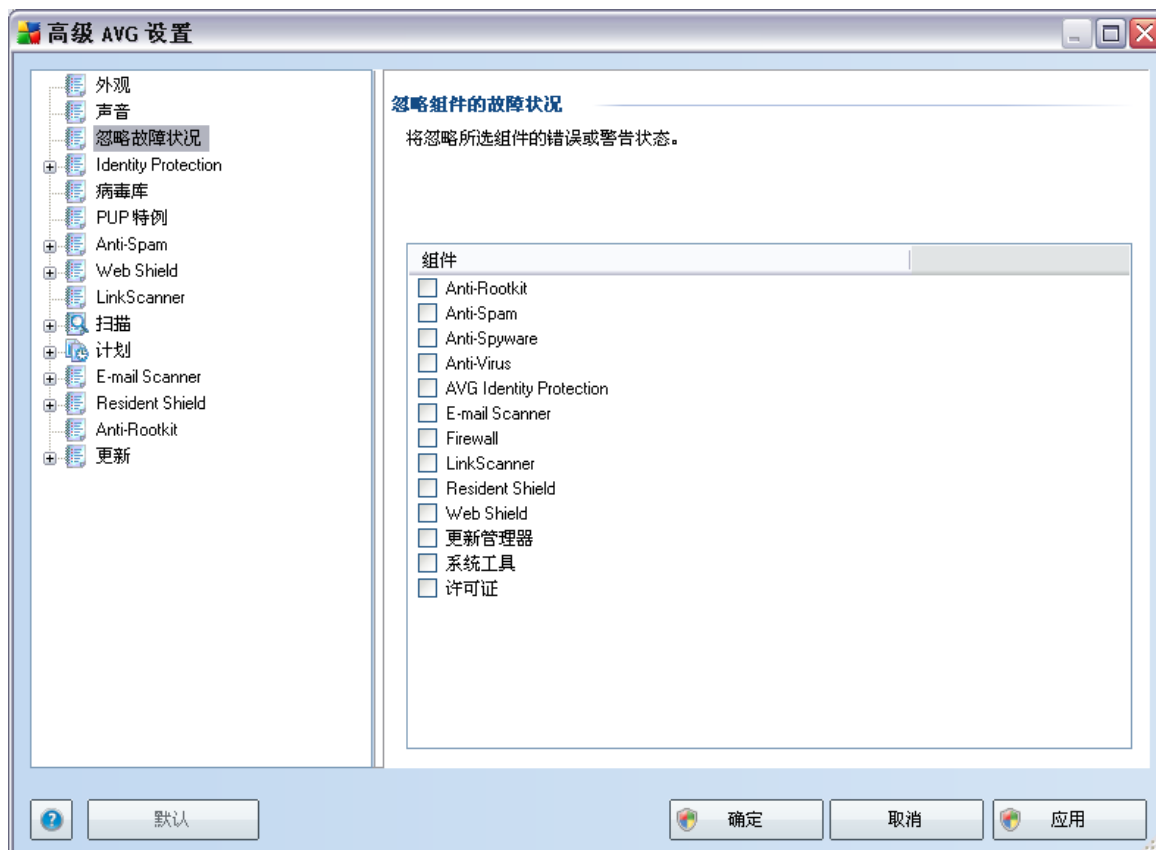 高级 AVG 设置
外观
声音
忽略故障状况
Identity Protection
病毒库
PUP 特例
Anti-Spam
Web Shield
LinkScanner
扫描
计划
E-mail Scanner
Resident Shield
Anti-Rootkit
更新
忽略组件的故障状况
将忽略所选组件的错误或警告状态。
组件
Anti-Rootkit
Anti-Spam
Anti-Spyware
Anti-Virus
AVG Identity Protection
E-mail Scanner
Firewall
LinkScanner
Resident Shield
Web Shield
更新管理器
系统工具
许可证
默认
确定
取消
应用